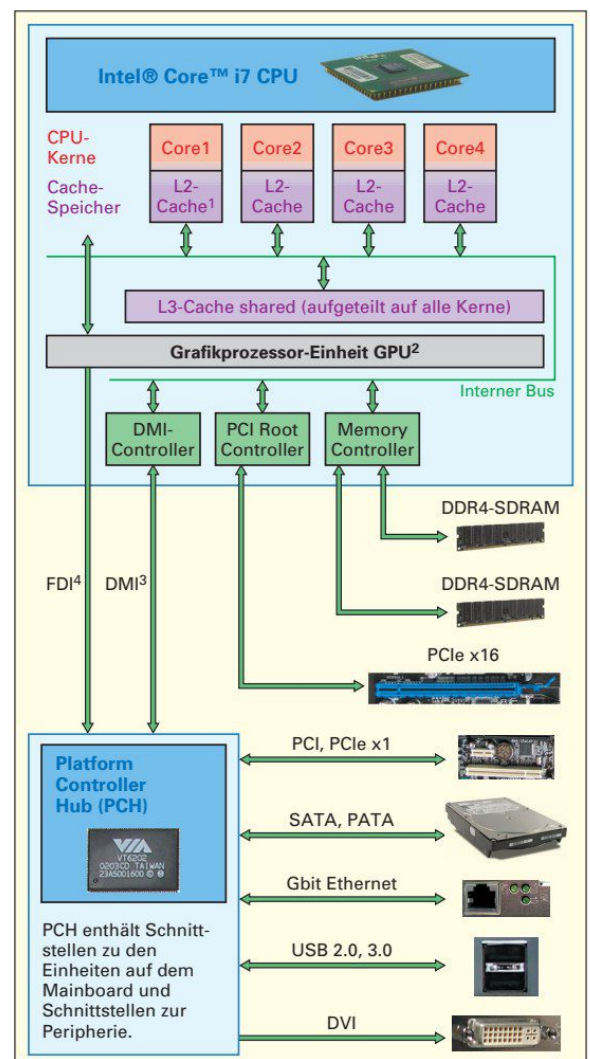 Intel® Core™ i7 CPU
CPU-
Kerne
Core1
Core2
Core3
Core4
Cache-
Speicher
L2-
Cache¹
L2-
Cache
L2-
Cache
L2-
Cache
L3-Cache shared (aufgeteilt auf alle Kerne)
Grafikprozessor-Einheit GPU²
Interner Bus
DMI-
Controller
PCI Root
Controller
Memory
Controller
DDR4-SDRAM
DDR4-SDRAM
FDI⁴
DMI³
PCIe x16
Platform
Controller
Hub (PCH)
VIA
VT6202
0203CD TAIWAN
23A5001600
PCH enthält Schnitt-
stellen zu den
Einheiten auf dem
Mainboard und
Schnittstellen zur
Peripherie.
PCI, PCIe x1
SATA, PATA
Gbit Ethernet
USB 2.0, 3.0
DVI